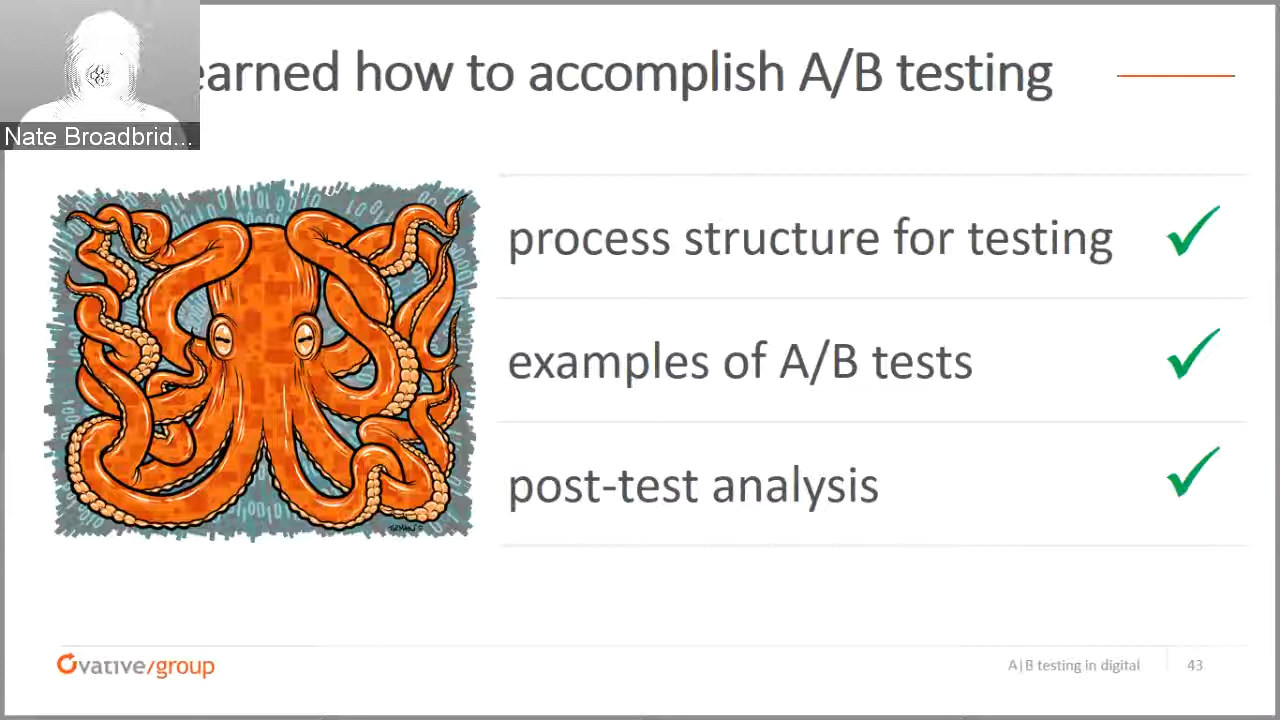 earned how to accomplish A/B testing
Nate Broadbrid...
process structure for testing
examples of A/B tests
post-test analysis
Ovative/group
A|B testing in digital
43